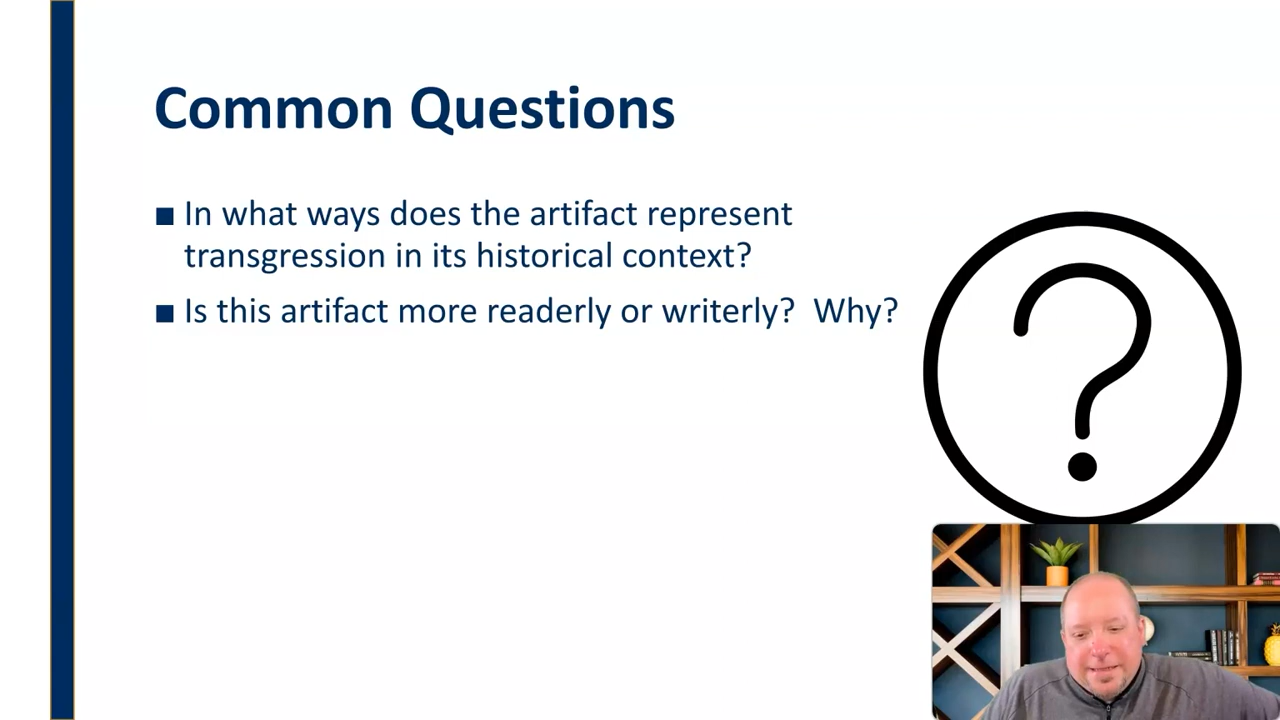 Common Questions
■ In what ways does the artifact represent
transgression in its historical context?
■ Is this artifact more readerly or writerly?  Why?